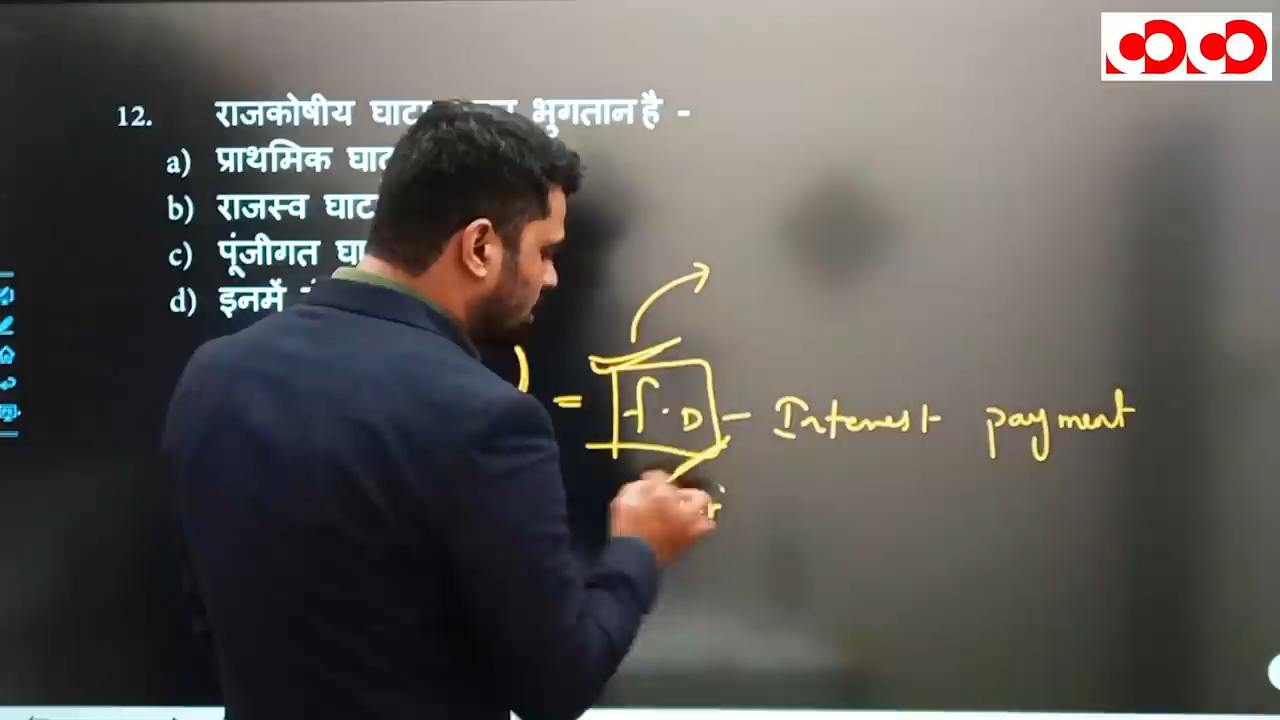 12. राजकोषीय भुगतान है -
a) प्राथमिक
b) राजस्व
c) पूंजीगत
d) इनमें
) = f.D - Interest payment